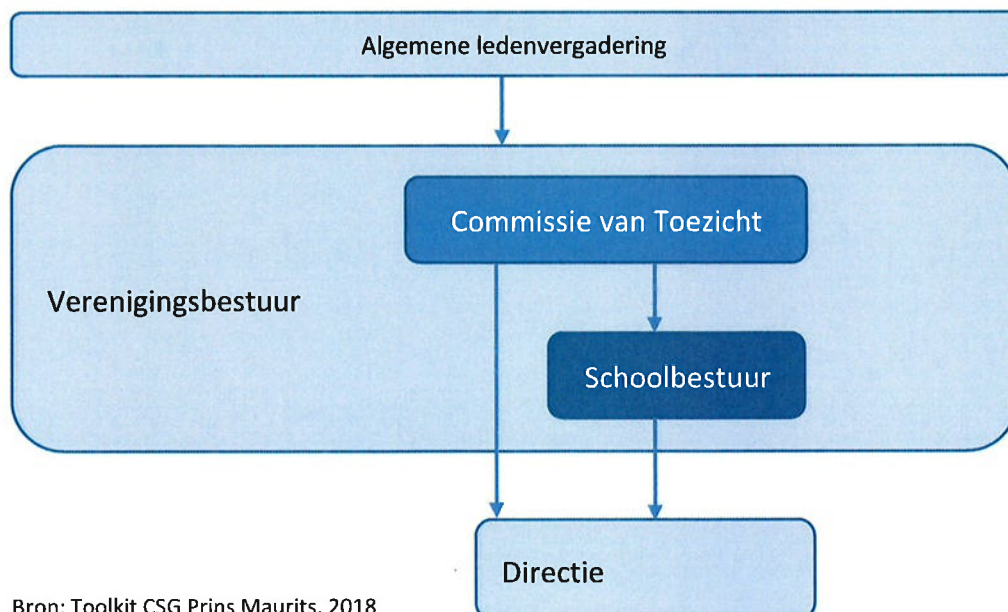 Algemene ledenvergadering
Commissie van Toezicht
Verenigingsbestuur
Schoolbestuur
Directie
Bron: Toolkit CSG Prins Maurits, 2018